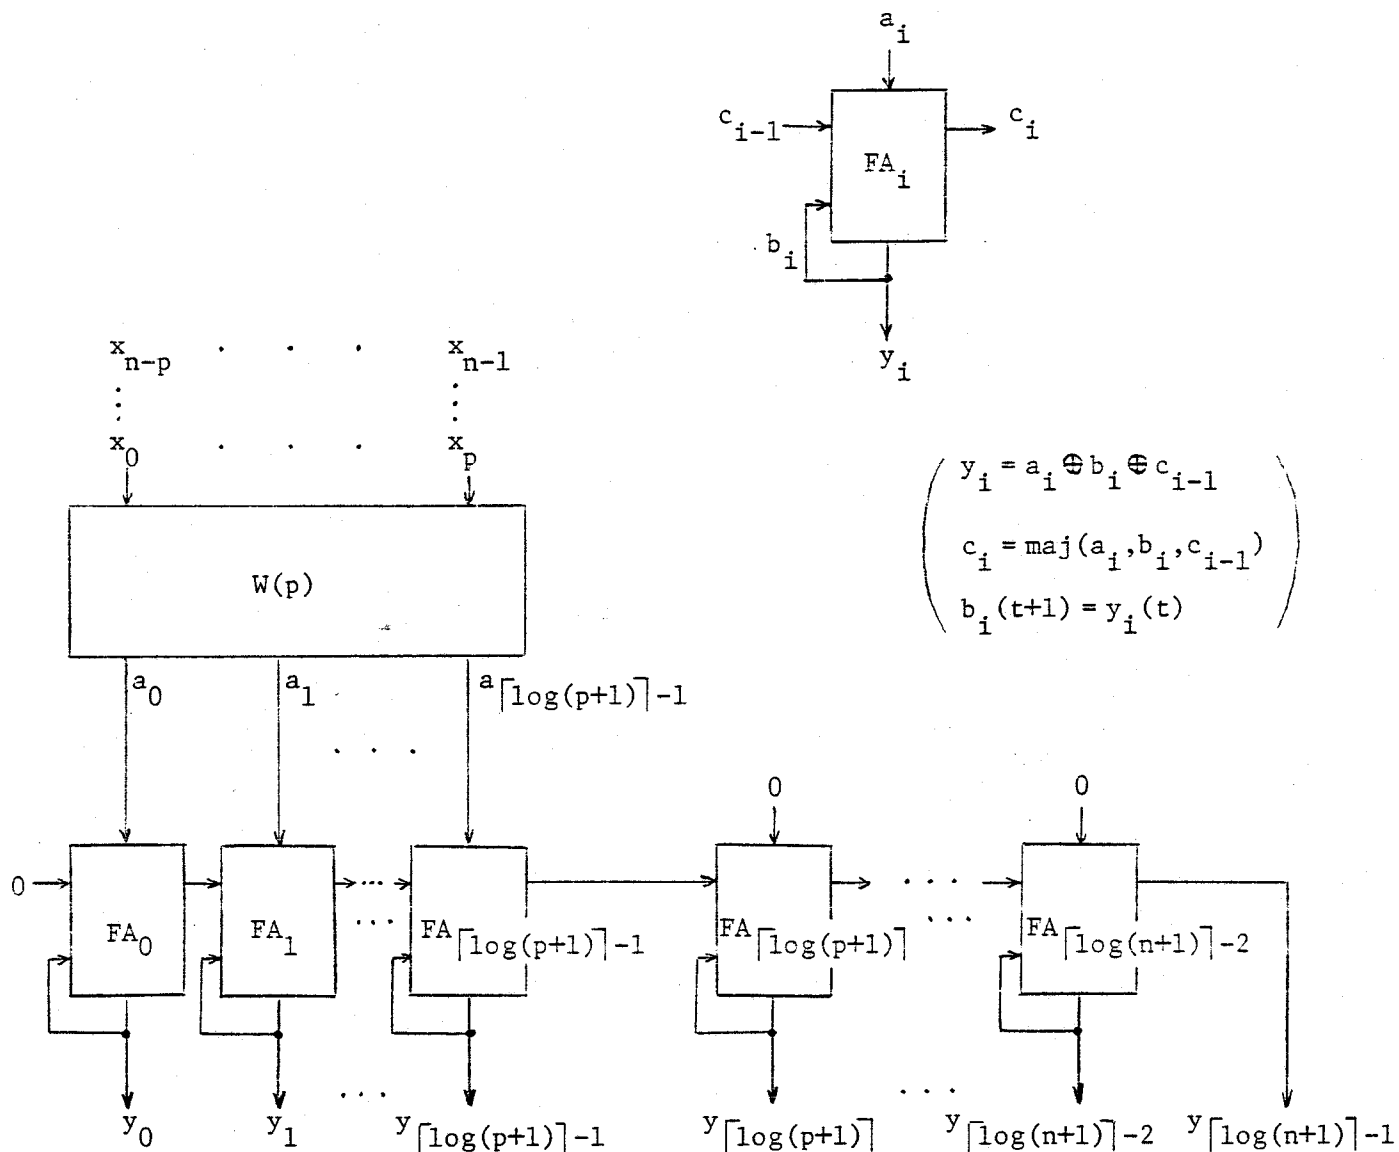 a_i
c_{i-1}
c_i
FA_i
b_i
y_i
x_{n-p} . . . x_{n-1}
x_0 . . . x_p
W(p)
y_i = a_i ⊕ b_i ⊕ c_{i-1}
c_i = maj(a_i,b_i,c_{i-1})
b_i(t+1) = y_i(t)
a_0 a_1 a_{⌈log(p+1)⌉-1}
. . .
0 0
0 ... . . .
FA_0 FA_1 ... FA_{⌈log(p+1)⌉-1} FA_{⌈log(p+1)⌉} ... FA_{⌈log(n+1)⌉-2}
y_0 y_1 ... y_{⌈log(p+1)⌉-1} y_{⌈log(p+1)⌉} ... y_{⌈log(n+1)⌉-2} y_{⌈log(n+1)⌉-1}